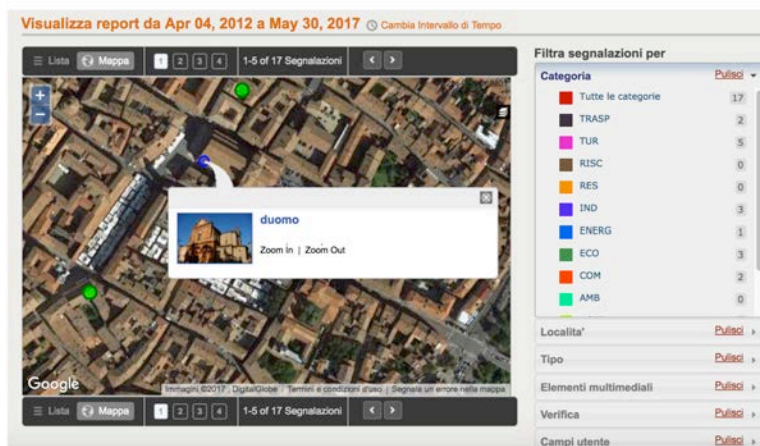 Visualizza report da Apr 04, 2012 a May 30, 2017 Cambia Intervallo di Tempo
Lista Mappa 1 2 3 4 1-5 of 17 Segnalazioni < >
+
−
duomo
Zoom in | Zoom Out
Google
Immagini ©2017, DigitalGlobe Termini e condizioni d'uso Segnala un errore nella mappa
Lista Mappa 1 2 3 4 1-5 of 17 Segnalazioni < >
Filtra segnalazioni per
Categoria Pulisci
Tutte le categorie 17
TRASP 2
TUR 5
RISC 0
RES 0
IND 3
ENERG 1
ECO 3
COM 2
AMB 0
Localita' Pulisci
Tipo Pulisci
Elementi multimediali Pulisci
Verifica Pulisci
Campi utente Pulisci